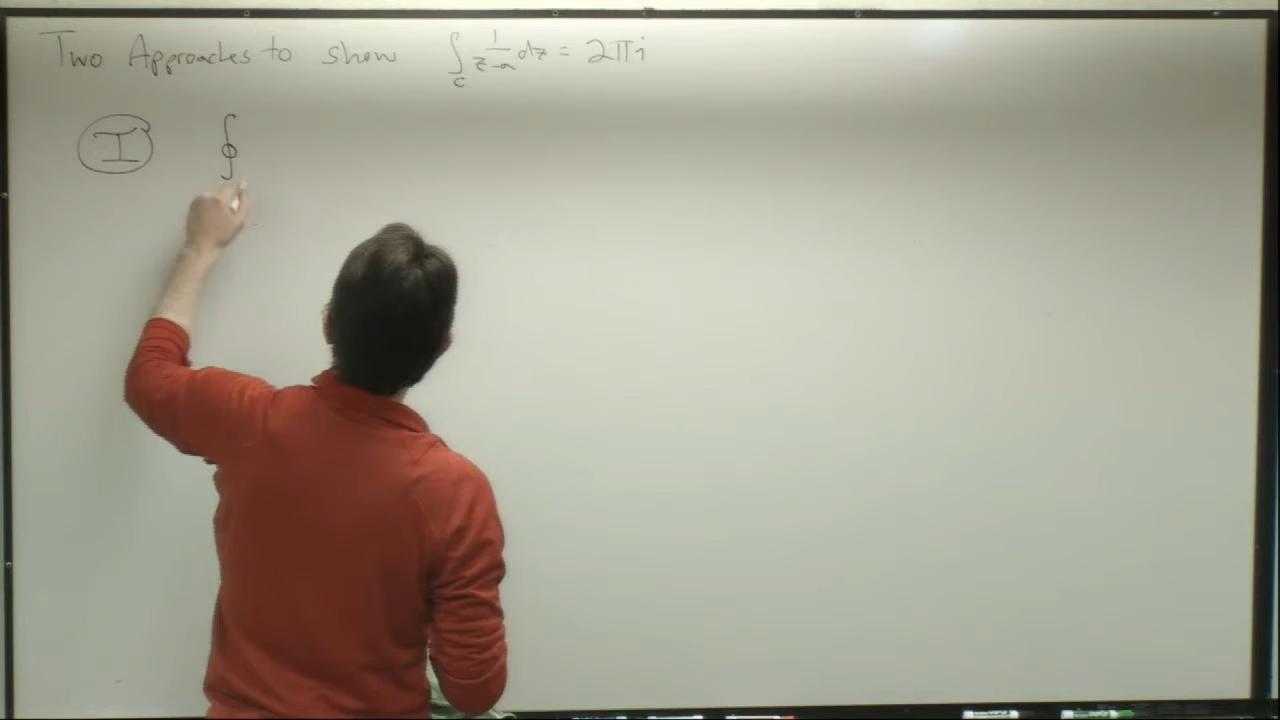 Two Approaches to show ∫_C 1/(z-a) dz = 2πi
I ∮